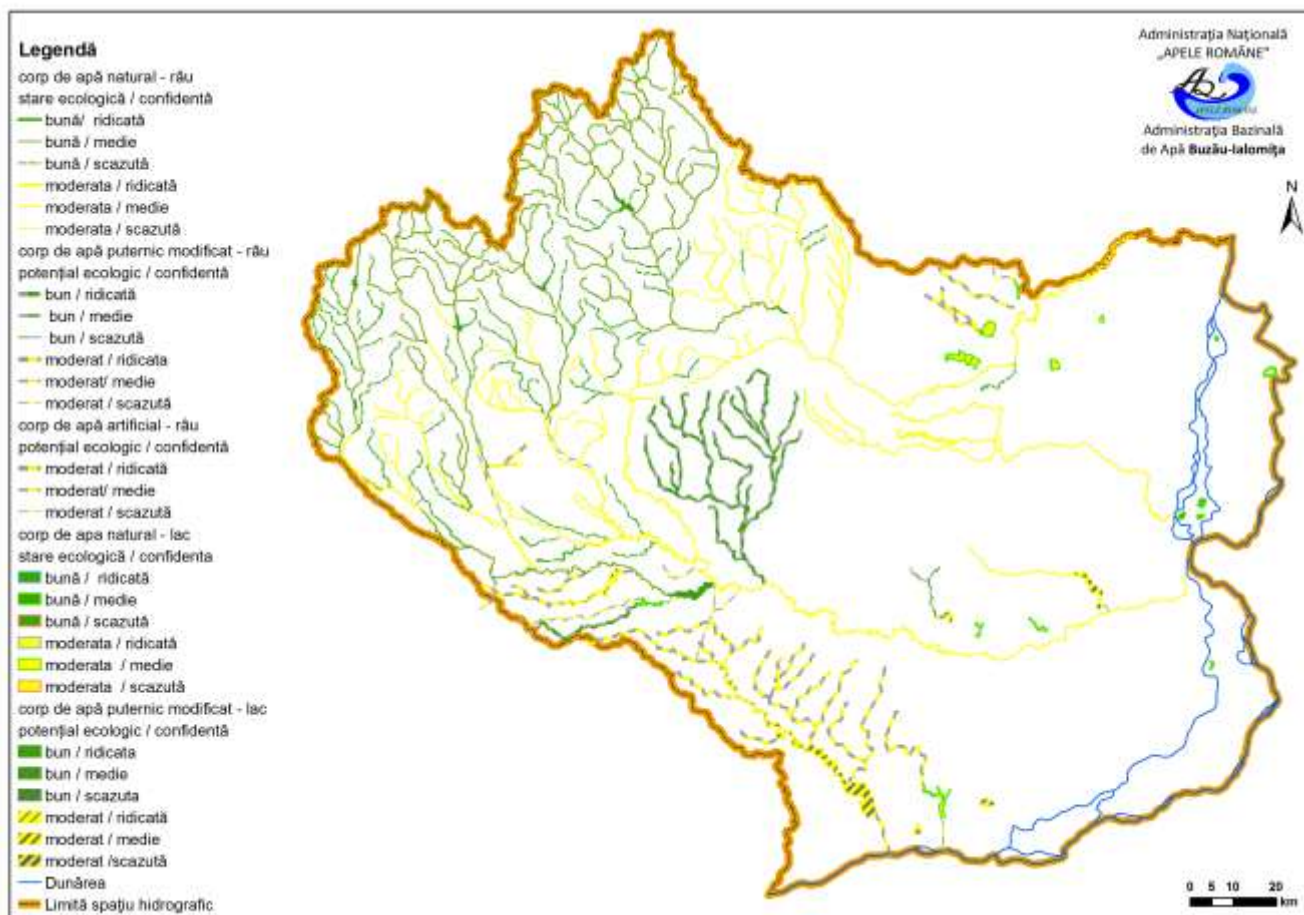 Legendă
corp de apă natural - râu
stare ecologică / confidentă
bună/ ridicată
bună / medie
bună / scazută
moderata / ridicată
moderata / medie
moderata / scazută
corp de apă puternic modificat - râu
potențial ecologic / confidentă
bun / ridicată
bun / medie
bun / scazută
moderat / ridicata
moderat/ medie
moderat / scazută
corp de apă artificial - râu
potențial ecologic / confidentă
moderat / ridicată
moderat/ medie
moderat / scazută
corp de apa natural - lac
stare ecologică / confidenta
bună / ridicată
bună / medie
bună / scazută
moderata / ridicată
moderata / medie
moderata / scazută
corp de apă puternic modificat - lac
potențial ecologic / confidentă
bun / ridicata
bun / medie
bun / scazuta
moderat / ridicată
moderat / medie
moderat /scazută
Dunărea
Limită spațiu hidrografic
Administrația Națională
„APELE ROMÂNE”
Administrația Bazinală
de Apă Buzău-Ialomița
N
0 5 10 20
km